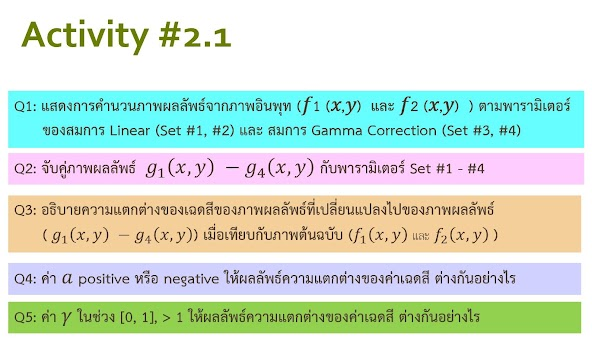 Activity #2.1
Q1: แสดงการคำนวนภาพผลลัพธ์จากภาพอินพุท (f1 (x,y) และ f2 (x,y) ) ตามพารามิเตอร์
ของสมการ Linear (Set #1, #2) และ สมการ Gamma Correction (Set #3, #4)
Q2: จับคู่ภาพผลลัพธ์ g₁(x, y) − g₄(x, y) กับพารามิเตอร์ Set #1 - #4
Q3: อธิบายความแตกต่างของเฉดสีของภาพผลลัพธ์ที่เปลี่ยนแปลงไปของภาพผลลัพธ์
( g₁(x, y) − g₄(x, y)) เมื่อเทียบกับภาพต้นฉบับ (f₁(x, y) และ f₂(x, y) )
Q4: ค่า a positive หรือ negative ให้ผลลัพธ์ความแตกต่างของค่าเฉดสี ต่างกันอย่างไร
Q5: ค่า γ ในช่วง [0, 1], > 1 ให้ผลลัพธ์ความแตกต่างของค่าเฉดสี ต่างกันอย่างไร